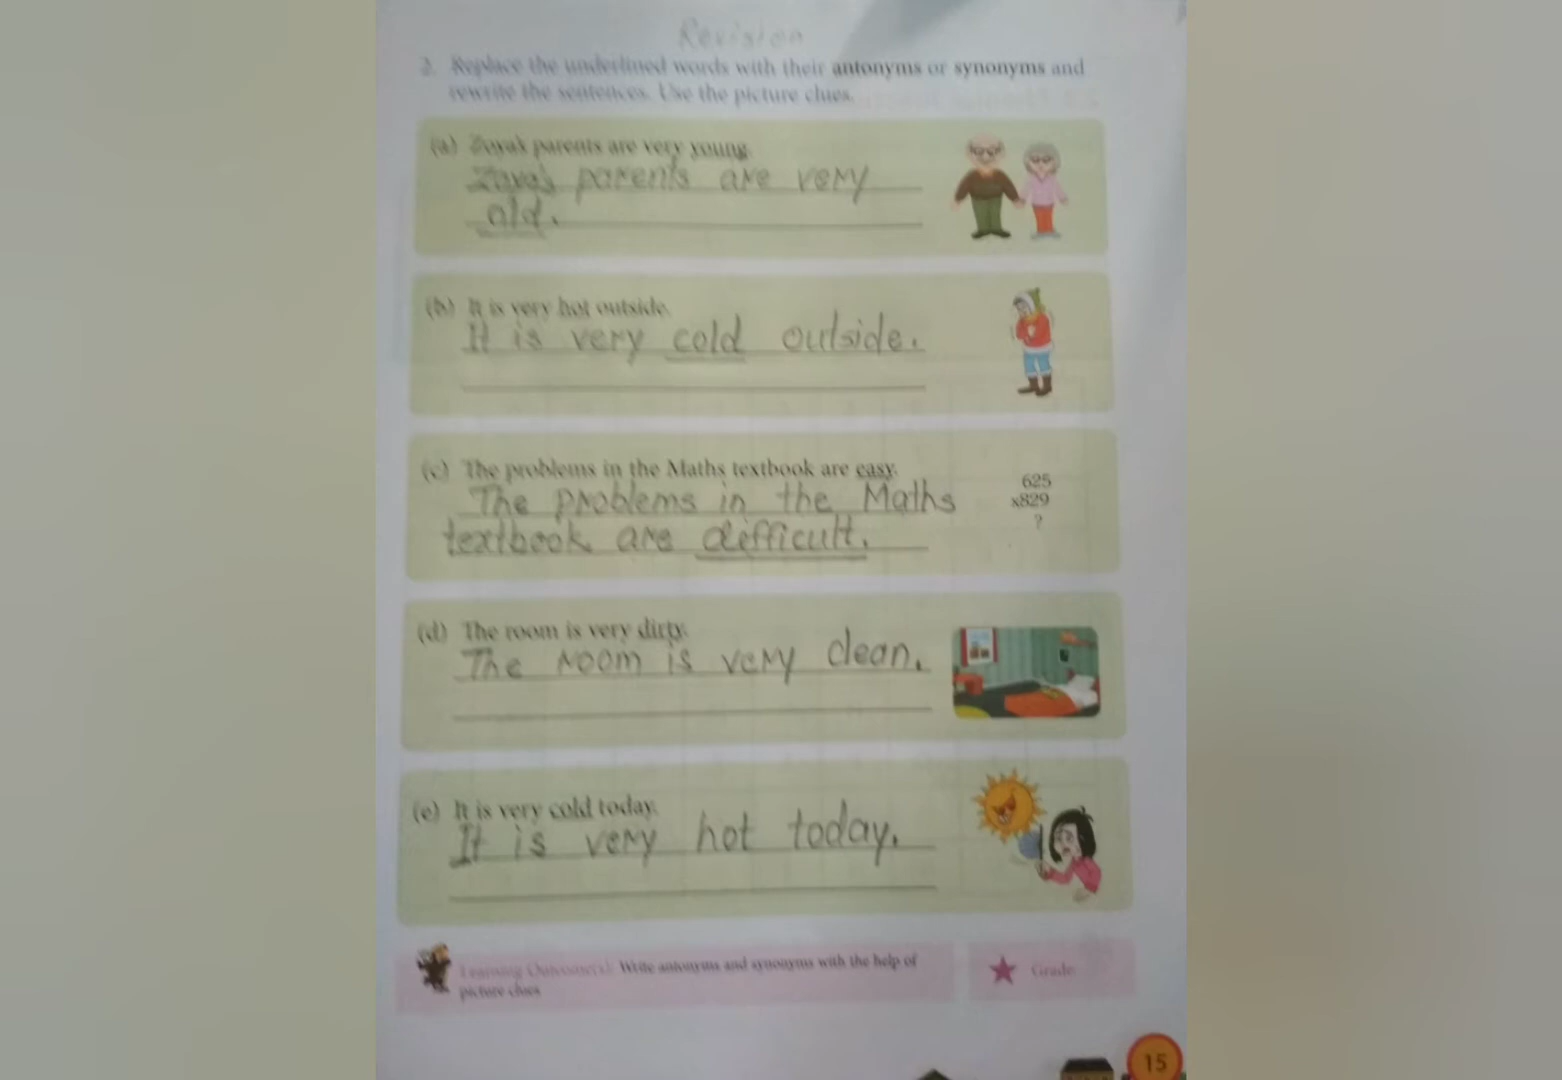 Revision
2. Replace the underlined words with their antonyms or synonyms and
rewrite the sentences. Use the picture clues.
(a) Zoya's parents are very young.
Zoya's parents are very
old.
(b) It is very hot outside.
It is very cold outside.
(c) The problems in the Maths textbook are easy.
The problems in the Maths
textbook are difficult.
625
x829
?
(d) The room is very dirty.
The room is very clean.
(e) It is very cold today.
It is very hot today.
Learning Outcome(s): Write antonyms and synonyms with the help of
picture clues
Grade:
15